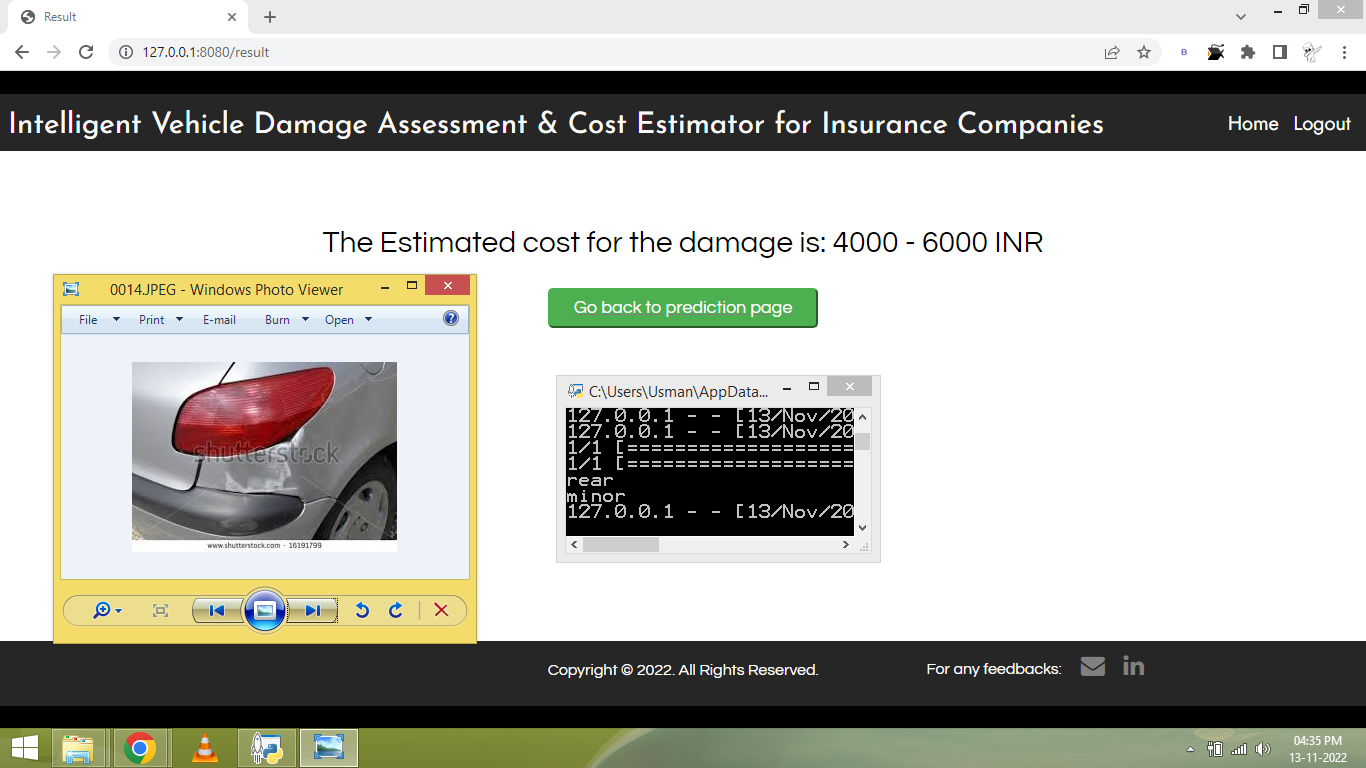 Result
127.0.0.1:8080/result
B
Intelligent Vehicle Damage Assessment & Cost Estimator for Insurance Companies
Home Logout
The Estimated cost for the damage is: 4000 - 6000 INR
0014.JPEG - Windows Photo Viewer
File Print E-mail Burn Open
shutterstock
www.shutterstock.com · 16191799
Go back to prediction page
C:\Users\Usman\AppData...
127.0.0.1 - - [13/Nov/20
127.0.0.1 - - [13/Nov/20
1/1 [===================
1/1 [===================
rear
minor
127.0.0.1 - - [13/Nov/20
Copyright © 2022. All Rights Reserved.
For any feedbacks:
in
04:35 PM
13-11-2022